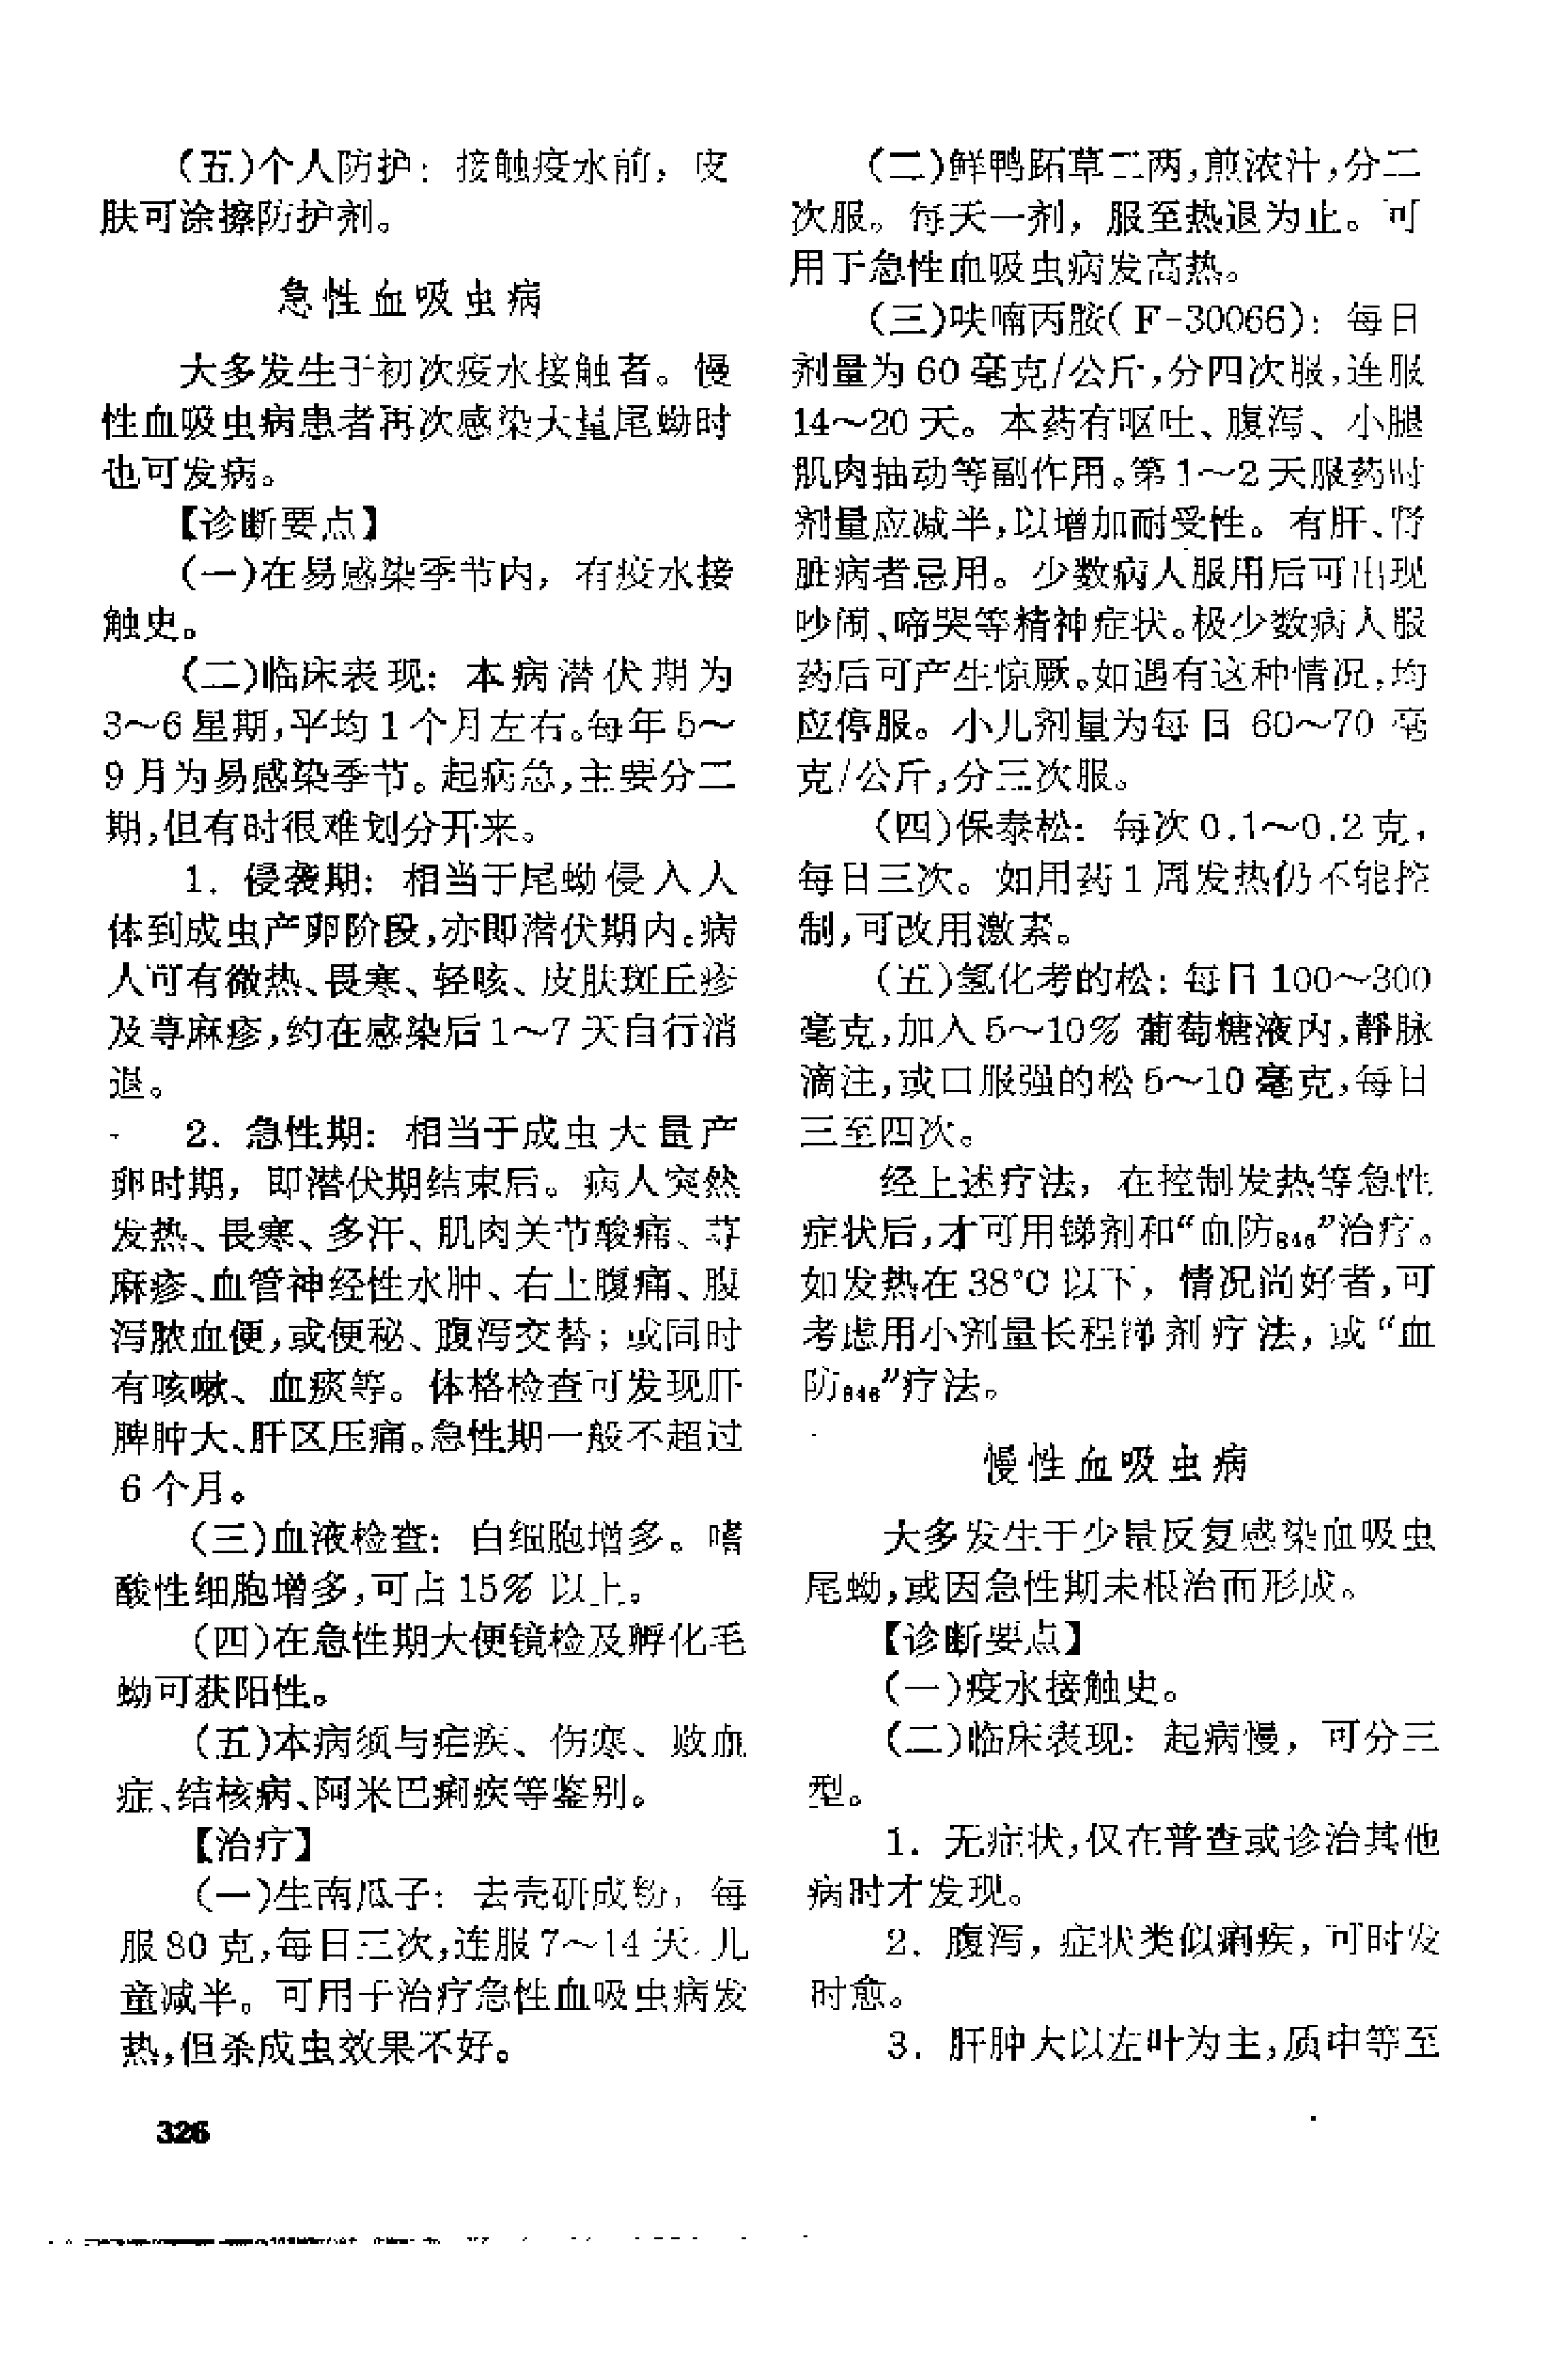 （五）个人防护：接触疫水前，皮
肤可涂擦防护剂。
急性血吸虫病
大多发生于初次疫水接触者。慢
性血吸虫病患者再次感染大量尾蚴时
也可发病。
【诊断要点】
（一）在易感染季节内，有疫水接
触史。
（二）临床表现：本病潜伏期为
3～6星期，平均1个月左右。每年5～
9月为易感染季节。起病急，主要分二
期，但有时很难划分开来。
1．侵袭期：相当于尾蚴侵入人
体到成虫产卵阶段，亦即潜伏期内。病
人可有微热、畏寒、轻咳、皮肤斑丘疹
及荨麻疹，约在感染后1～7天自行消
退。
2．急性期：相当于成虫大量产
卵时期，即潜伏期结束后。病人突然
发热、畏寒、多汗、肌肉关节酸痛、荨
麻疹、血管神经性水肿、右上腹痛、腹
泻脓血便，或便秘、腹泻交替；或同时
有咳嗽、血痰等。体格检查可发现肝
脾肿大、肝区压痛。急性期一般不超过
6个月。
（三）血液检查：白细胞增多。嗜
酸性细胞增多，可占15％以上。
（四）在急性期大便镜检及孵化毛
蚴可获阳性。
（五）本病须与疟疾、伤寒、败血
症、结核病、阿米巴痢疾等鉴别。
【治疗】
（一）生南瓜子：去壳研成粉，每
服80克，每日三次，连服7～14天。儿
童减半。可用于治疗急性血吸虫病发
热，但杀成虫效果不好。
（二）鲜鸭跖草二两，煎浓汁，分二
次服。每天一剂，服至热退为止。可
用于急性血吸虫病发高热。
（三）呋喃丙胺（F-30066）：每日
剂量为60毫克/公斤，分四次服，连服
14～20天。本药有呕吐、腹泻、小腿
肌肉抽动等副作用。第1～2天服药时
剂量应减半，以增加耐受性。有肝、肾
脏病者忌用。少数病人服用后可出现
吵闹、啼哭等精神症状。极少数病人服
药后可产生惊厥。如遇有这种情况，均
应停服。小儿剂量为每日60～70毫
克/公斤，分三次服。
（四）保泰松：每次0.1～0.2克，
每日三次。如用药1周发热仍不能控
制，可改用激素。
（五）氢化考的松：每日100～300
毫克，加入5～10％葡萄糖液内，静脉
滴注，或口服强的松5～10毫克，每日
三至四次。
经上述疗法，在控制发热等急性
症状后，才可用锑剂和“血防846”治疗。
如发热在38℃以下，情况尚好者，可
考虑用小剂量长程锑剂疗法，或“血
防846”疗法。
慢性血吸虫病
大多发生于少量反复感染血吸虫
尾蚴，或因急性期未根治而形成。
【诊断要点】
（一）疫水接触史。
（二）临床表现：起病慢，可分三
型。
1．无症状，仅在普查或诊治其他
病时才发现。
2．腹泻，症状类似痢疾，可时发
时愈。
3．肝肿大以左叶为主，质中等至
326